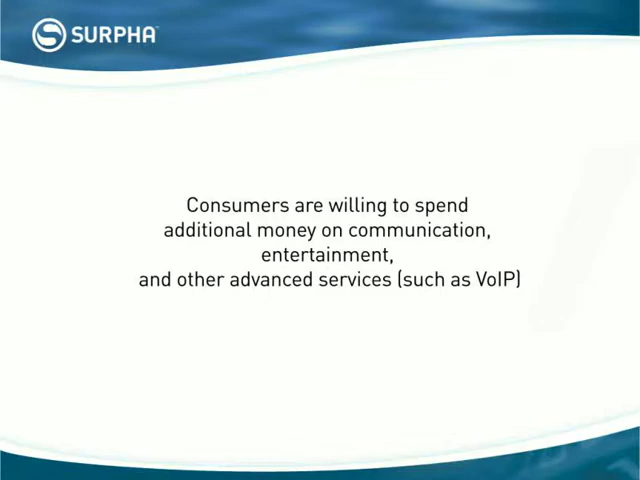 SURPHA
Consumers are willing to spend
additional money on communication,
entertainment,
and other advanced services (such as VoIP)